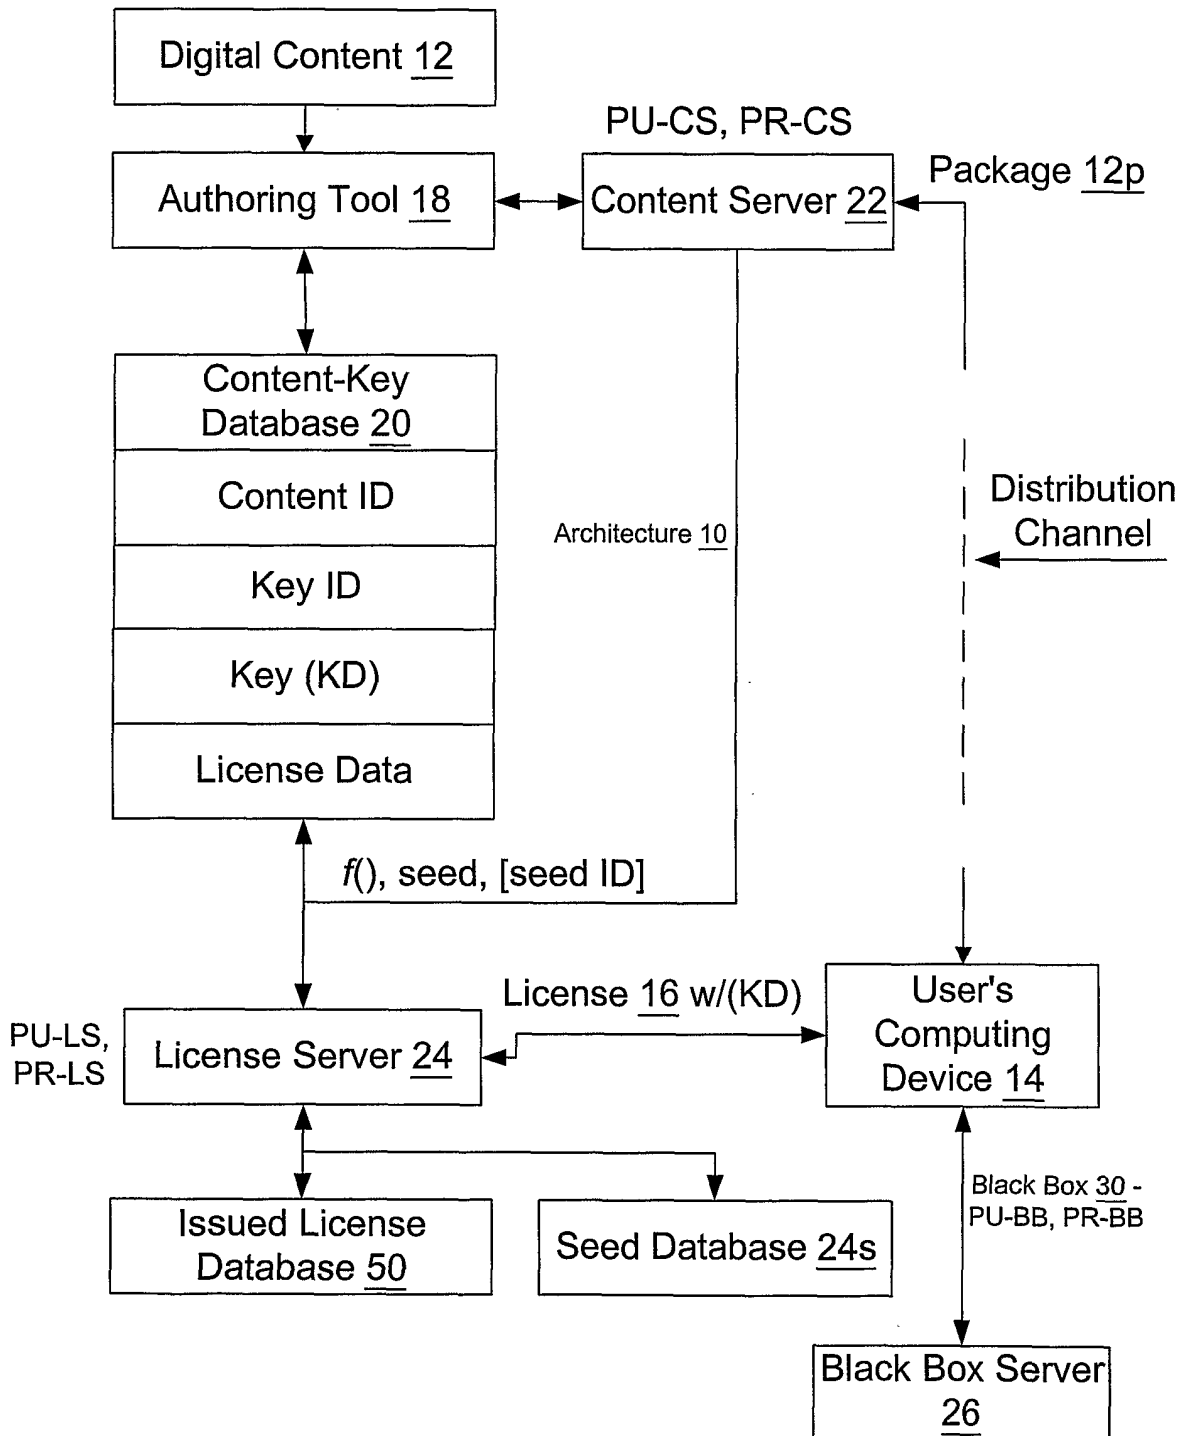 Digital Content 12
PU-CS, PR-CS
Authoring Tool 18
Content Server 22
Package 12p
Content-Key
Database 20
Content ID
Key ID
Key (KD)
License Data
Architecture 10
Distribution
Channel
f(), seed, [seed ID]
License 16 w/(KD)
PU-LS,
PR-LS
License Server 24
User's
Computing
Device 14
Issued License
Database 50
Seed Database 24s
Black Box 30 -
PU-BB, PR-BB
Black Box Server
26